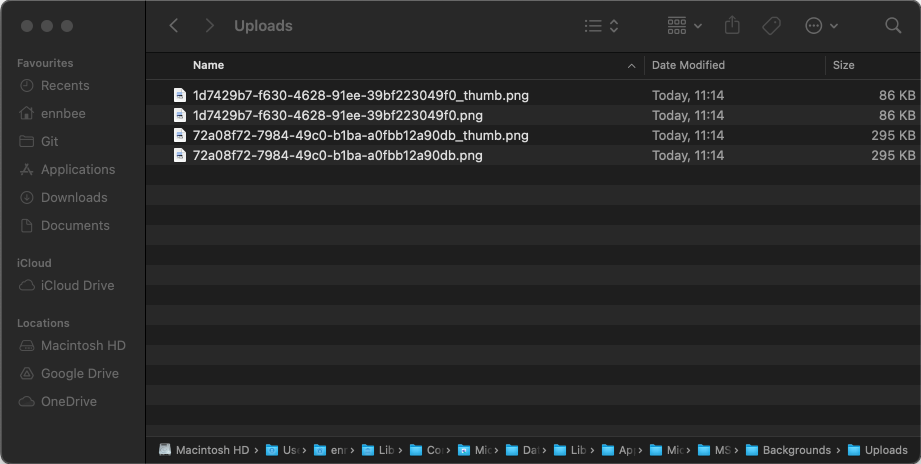 Uploads
Favourites
Recents
ennbee
Git
Applications
Downloads
Documents
iCloud
iCloud Drive
Locations
Macintosh HD
Google Drive
OneDrive
Name Date Modified Size
1d7429b7-f630-4628-91ee-39bf223049f0_thumb.png Today, 11:14 86 KB
1d7429b7-f630-4628-91ee-39bf223049f0.png Today, 11:14 86 KB
72a08f72-7984-49c0-b1ba-a0fbb12a90db_thumb.png Today, 11:14 295 KB
72a08f72-7984-49c0-b1ba-a0fbb12a90db.png Today, 11:14 295 KB
Macintosh HD › Use › enn › Lib › Co › Mic › Dat › Lib › App › Mic › MS › Backgrounds › Uploads